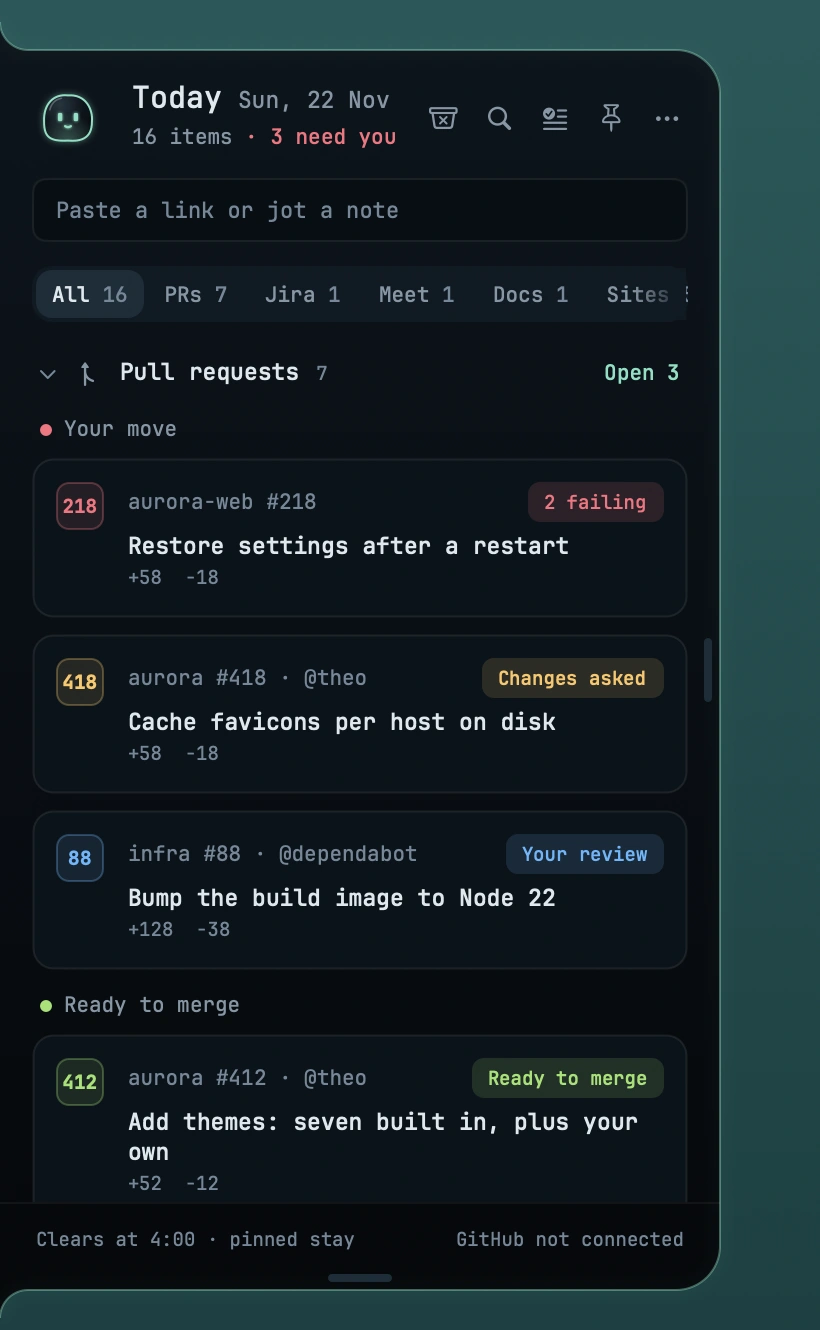 Today Sun, 22 Nov
16 items · 3 need you
Paste a link or jot a note
All 16 PRs 7 Jira 1 Meet 1 Docs 1 Sites
Pull requests 7 Open 3
Your move
218 aurora-web #218 2 failing
Restore settings after a restart
+58 -18
418 aurora #418 · @theo Changes asked
Cache favicons per host on disk
+58 -18
88 infra #88 · @dependabot Your review
Bump the build image to Node 22
+128 -38
Ready to merge
412 aurora #412 · @theo Ready to merge
Add themes: seven built in, plus your
own
+52 -12
Clears at 4:00 · pinned stay GitHub not connected